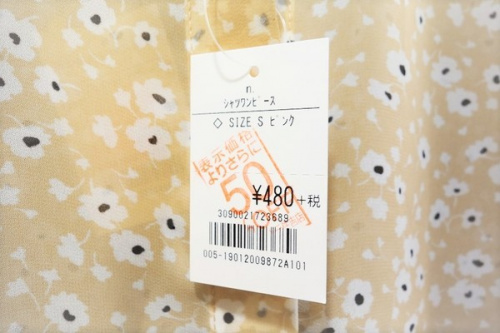 n.
シャツワンピース
◇ SIZE S ピンク
表示価格
よりさらに
50
¥480+税
3090021723689
005-19012009872A101